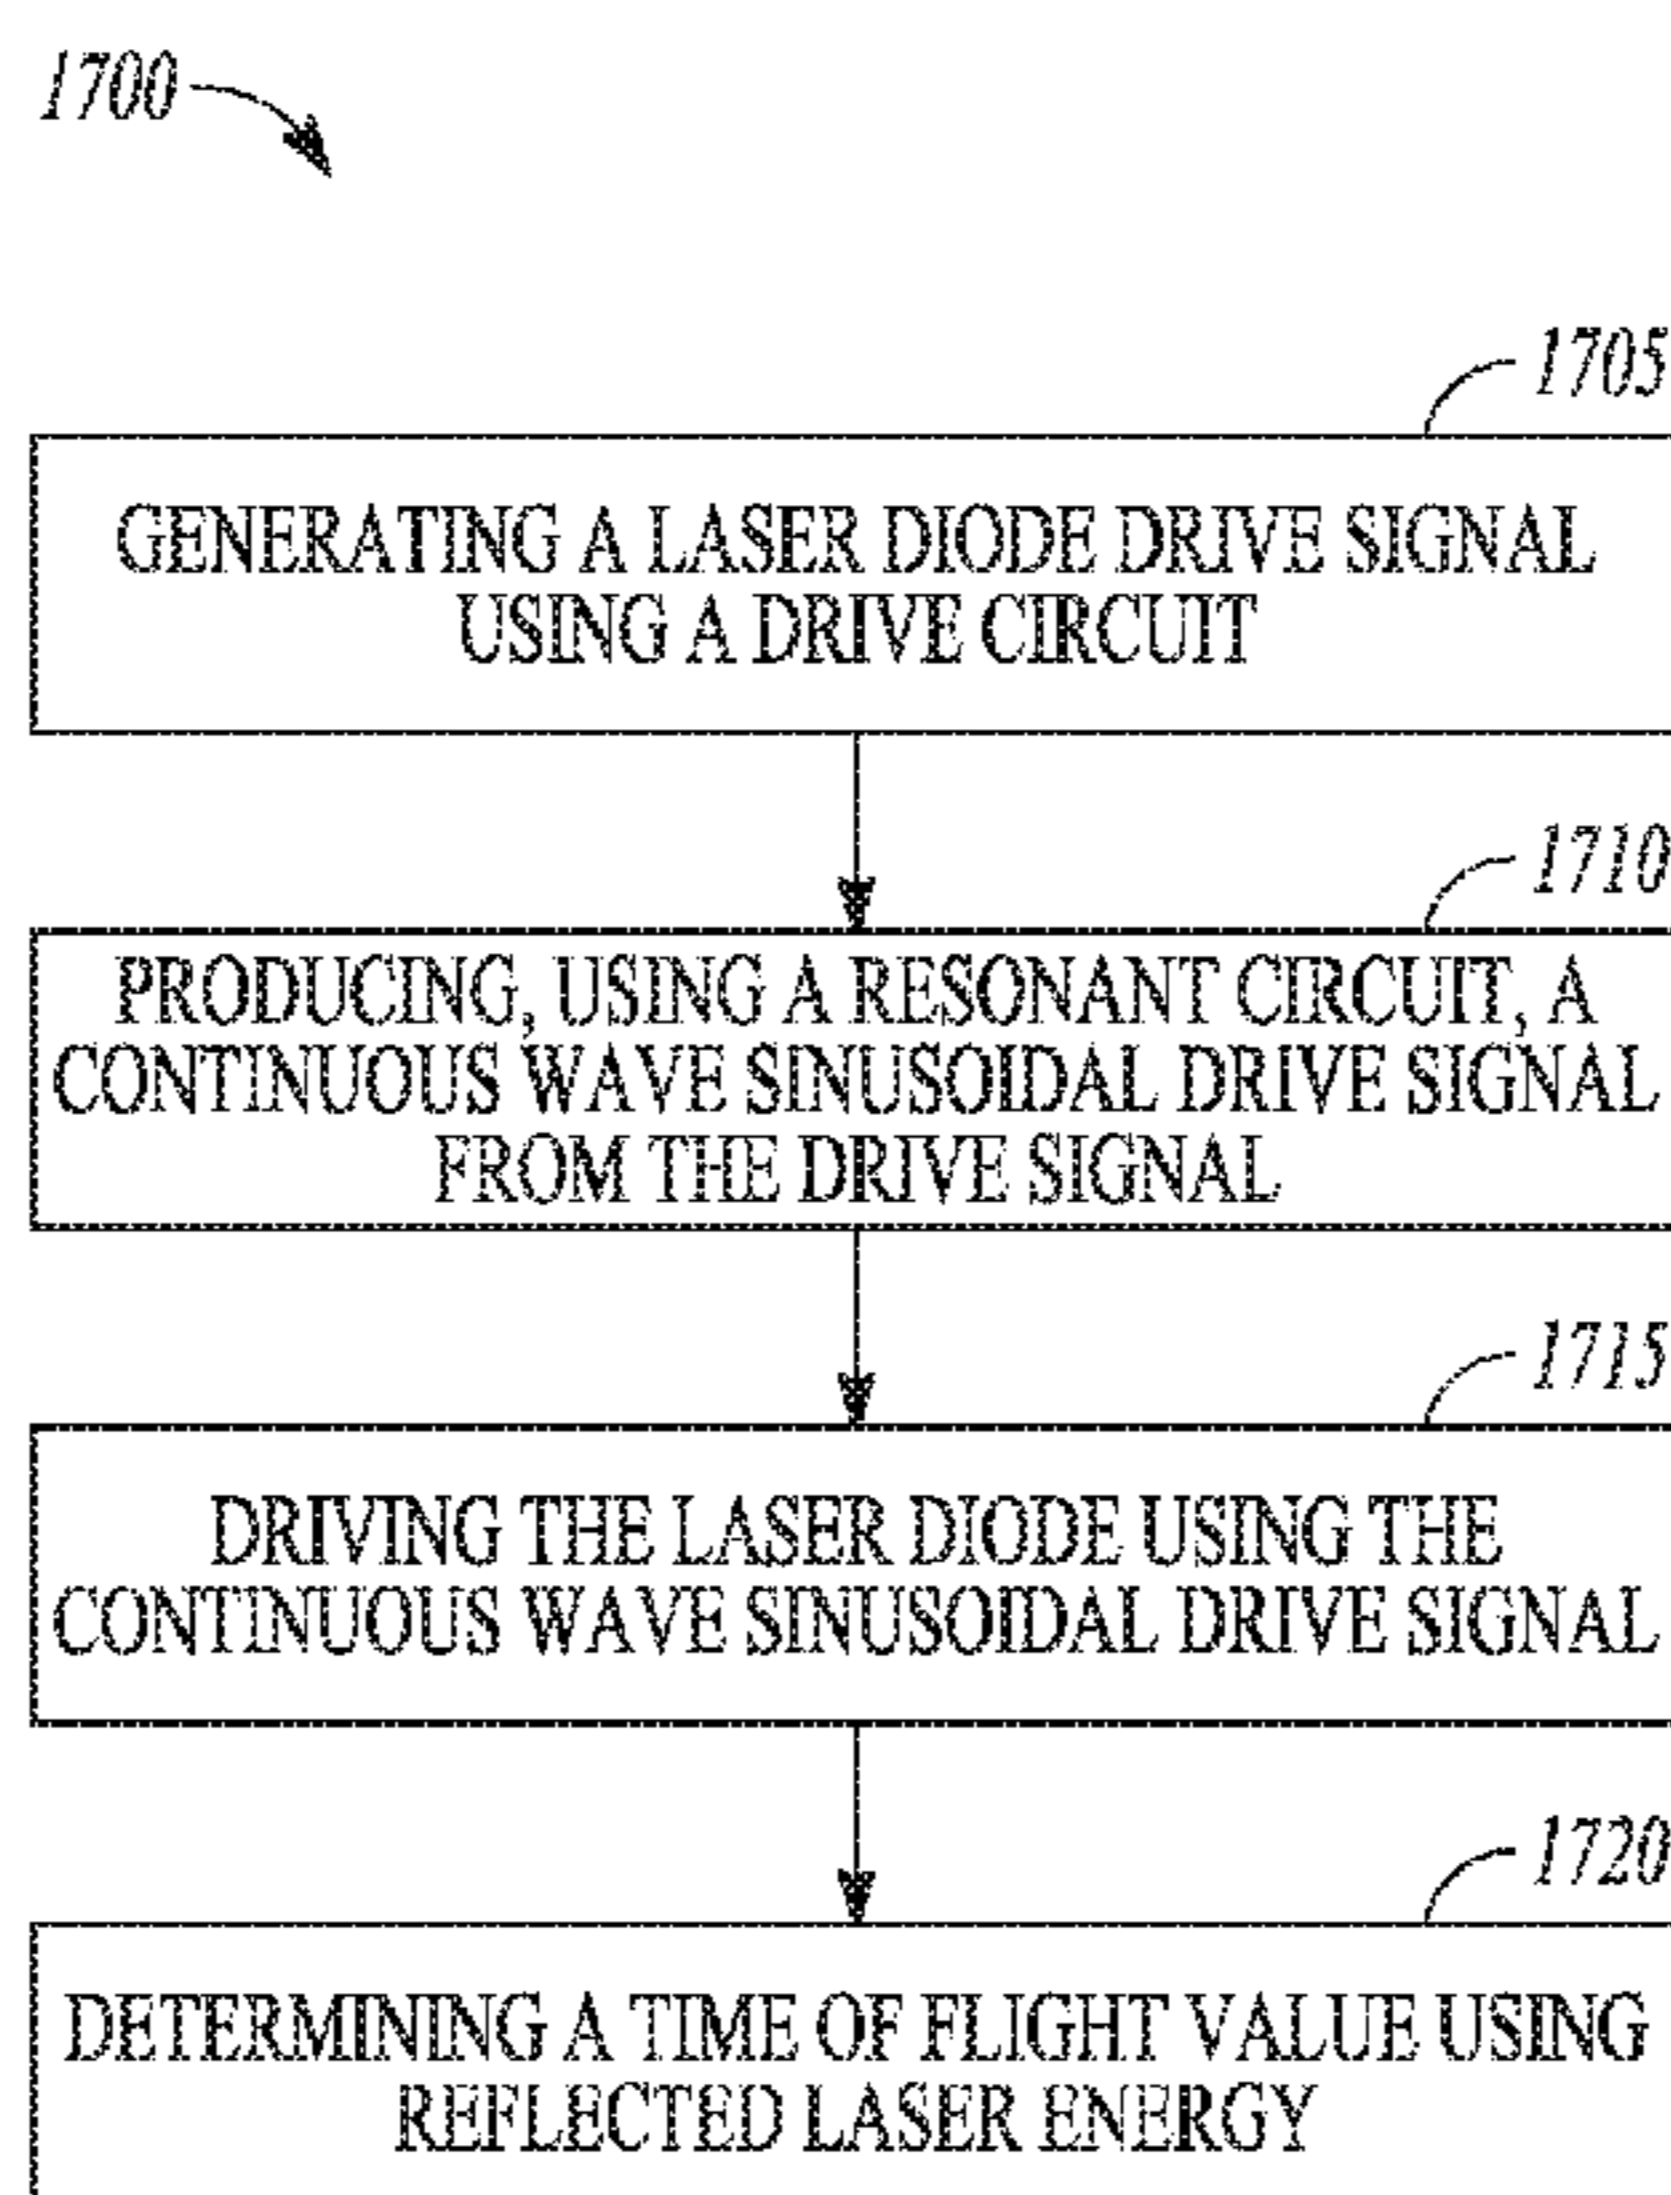 1700
1705
GENERATING A LASER DIODE DRIVE SIGNAL
USING A DRIVE CIRCUIT
1710
PRODUCING, USING A RESONANT CIRCUIT, A
CONTINUOUS WAVE SINUSOIDAL DRIVE SIGNAL
FROM THE DRIVE SIGNAL
1715
DRIVING THE LASER DIODE USING THE
CONTINUOUS WAVE SINUSOIDAL DRIVE SIGNAL
1720
DETERMINING A TIME OF FLIGHT VALUE USING
REFLECTED LASER ENERGY